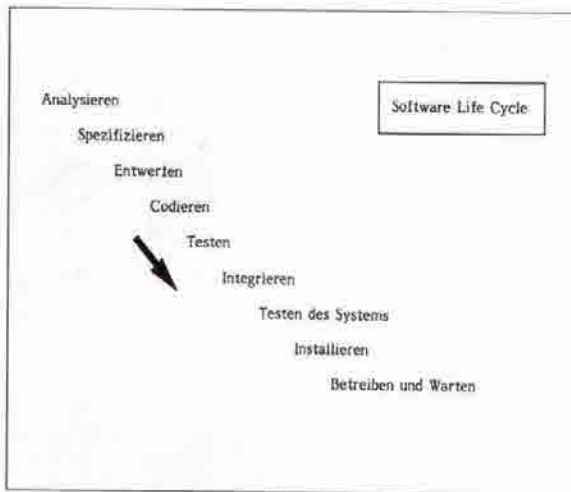 Analysieren
Software Life Cycle
Spezifizieren
Entwerfen
Codieren
Testen
Integrieren
Testen des Systems
Installieren
Betreiben und Warten